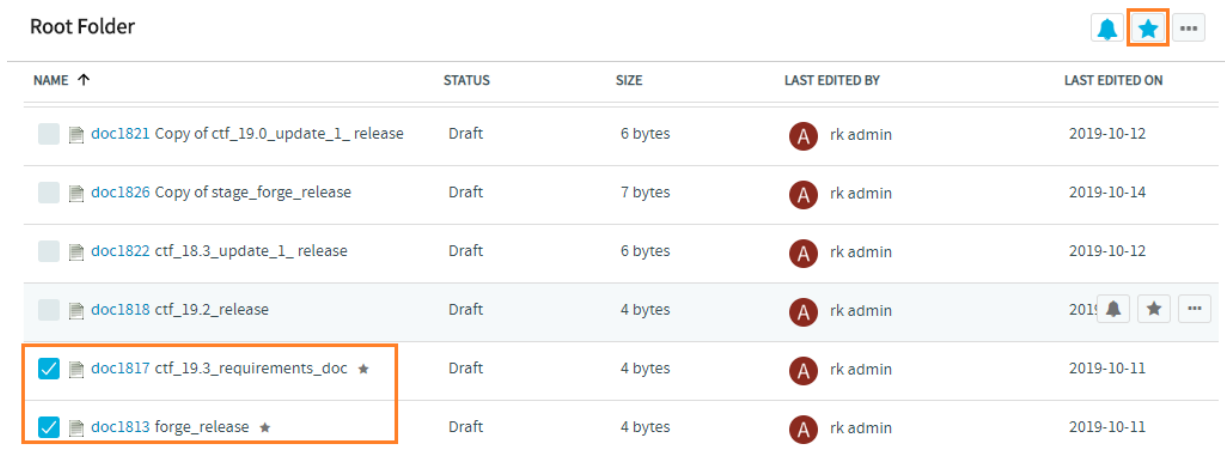 Root Folder
NAME STATUS SIZE LAST EDITED BY LAST EDITED ON
doc1821 Copy of ctf_19.0_update_1_ release Draft 6 bytes A rk admin 2019-10-12
doc1826 Copy of stage_forge_release Draft 7 bytes A rk admin 2019-10-14
doc1822 ctf_18.3_update_1_ release Draft 6 bytes A rk admin 2019-10-12
doc1818 ctf_19.2_release Draft 4 bytes A rk admin
doc1817 ctf_19.3_requirements_doc Draft 4 bytes A rk admin 2019-10-11
doc1813 forge_release Draft 4 bytes A rk admin 2019-10-11